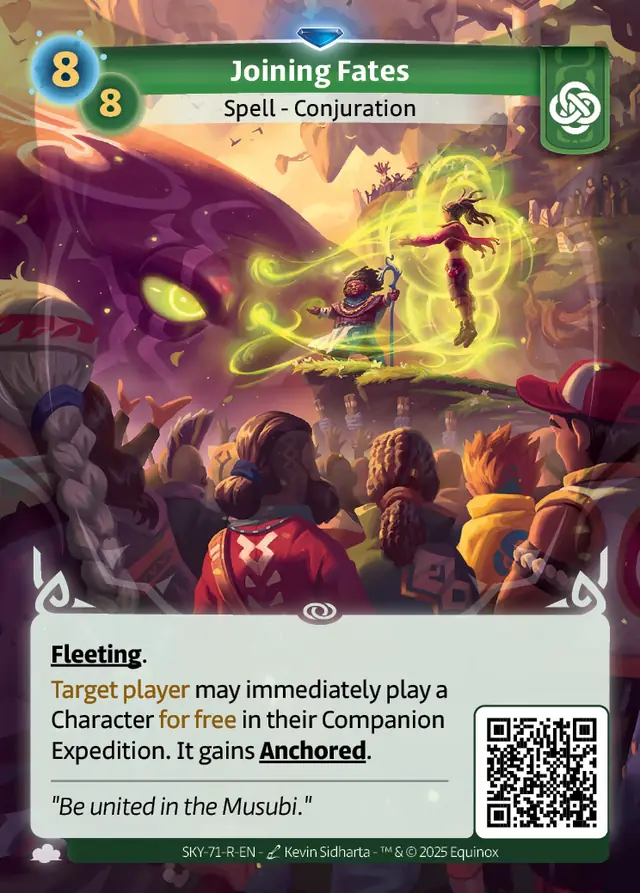 8
8
Joining Fates
Spell - Conjuration
Fleeting.
Target player may immediately play a
Character for free in their Companion
Expedition. It gains Anchored.
"Be united in the Musubi."
SKY-71-R-EN - Kevin Sidharta - ™ & © 2025 Equinox